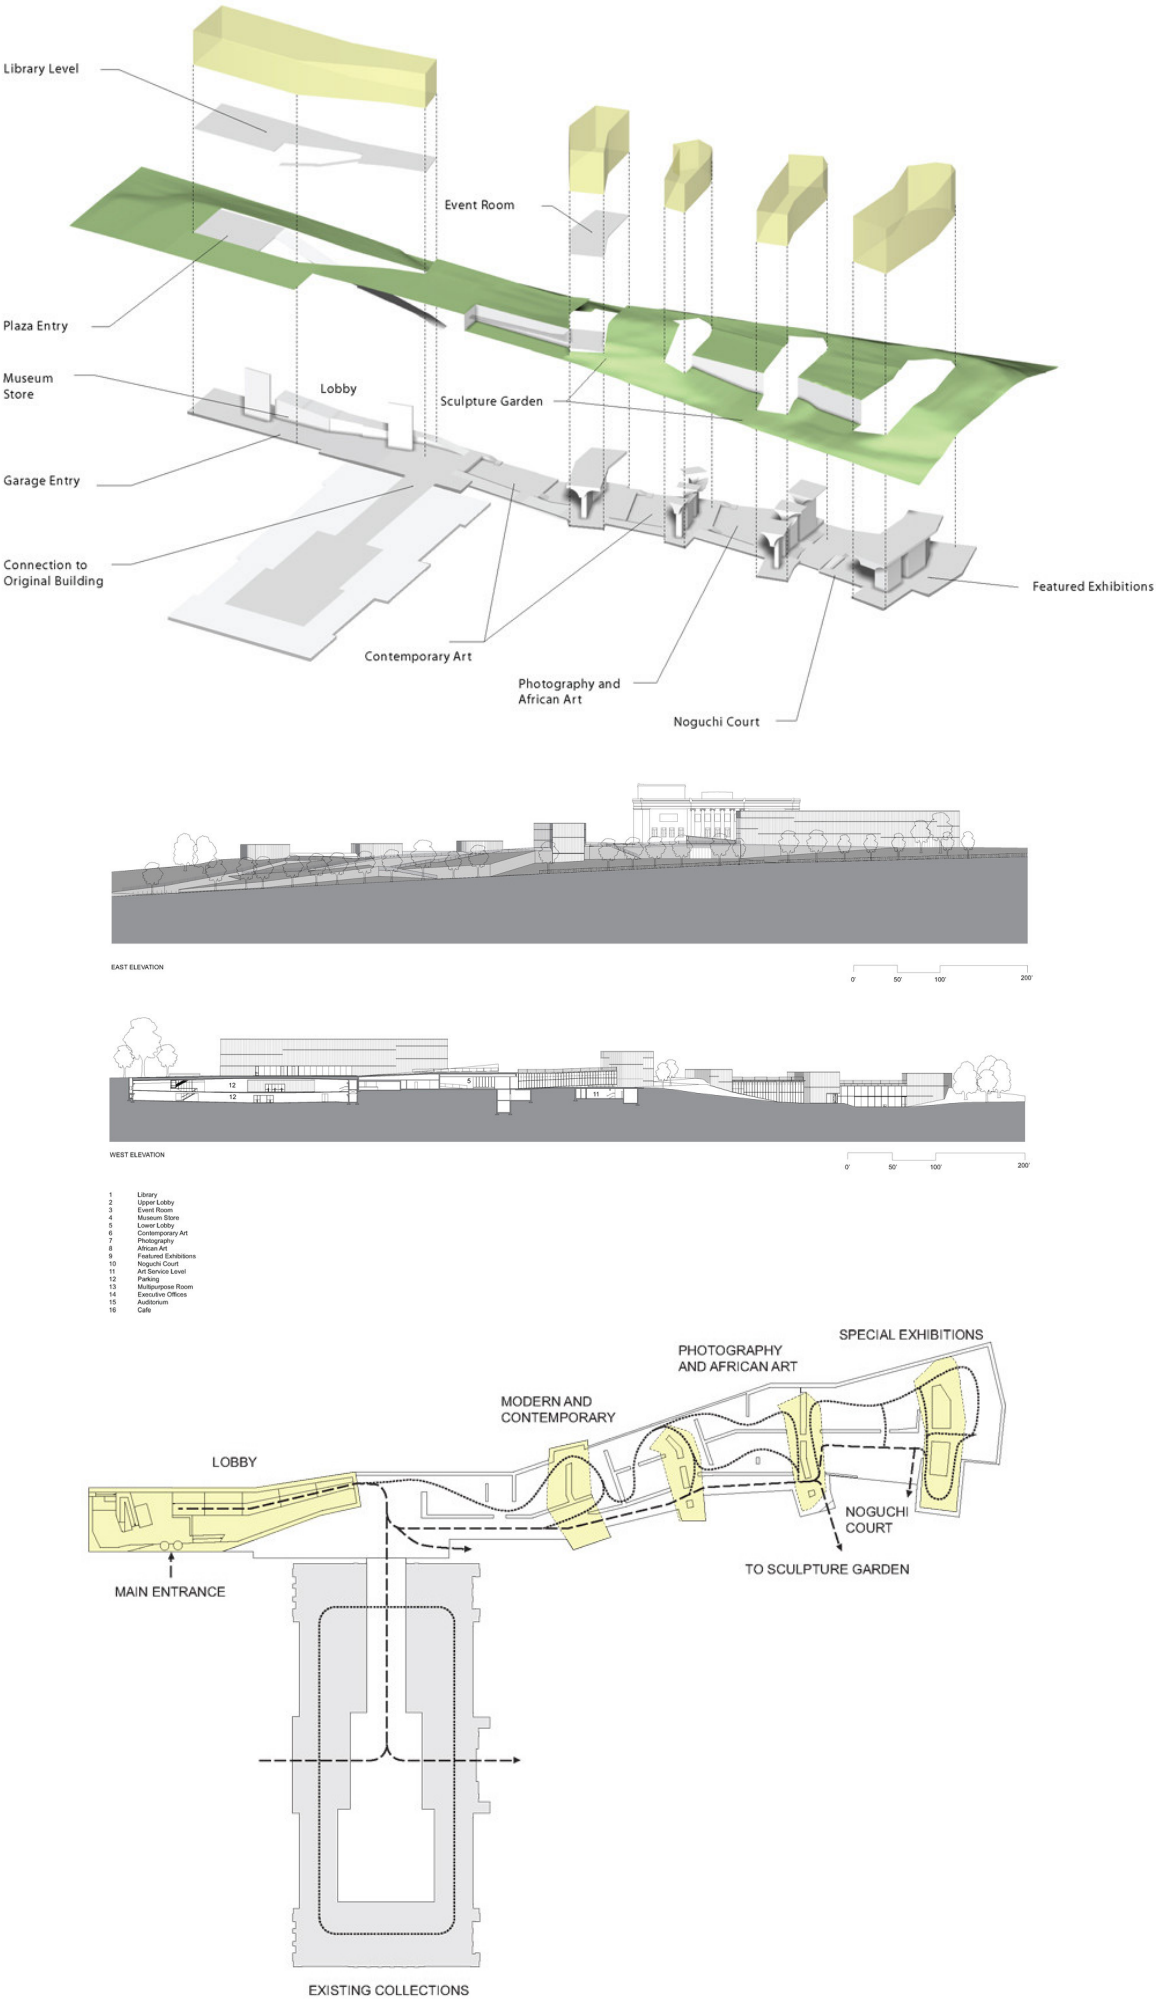 Library Level
Event Room
Plaza Entry
Museum
Store
Lobby
Sculpture Garden
Garage Entry
Connection to
Original Building
Featured Exhibitions
Contemporary Art
Photography and
African Art
Noguchi Court
EAST ELEVATION
0' 50' 100' 200'
5
12
12
11
WEST ELEVATION
0' 50' 100' 200'
1 Library
2 Upper Lobby
3 Event Room
4 Museum Store
5 Lower Lobby
6 Contemporary Art
7 Photography
8 African Art
9 Featured Exhibitions
10 Noguchi Court
11 Art Service Level
12 Parking
13 Multipurpose Room
14 Executive Offices
15 Auditorium
16 Cafe
SPECIAL EXHIBITIONS
PHOTOGRAPHY
AND AFRICAN ART
MODERN AND
CONTEMPORARY
LOBBY
NOGUCHI
COURT
TO SCULPTURE GARDEN
MAIN ENTRANCE
EXISTING COLLECTIONS